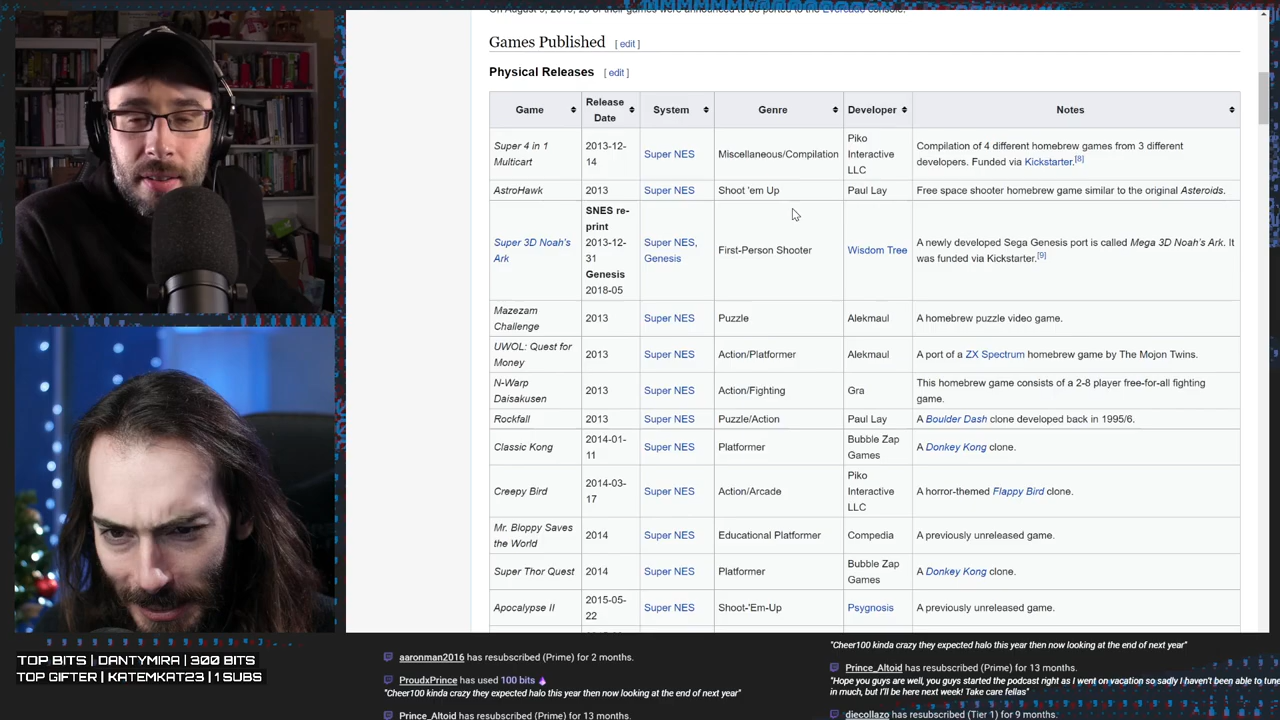 On August 9, 2019, 20 of their games were announced to be ported to the Evercade console.
Games Published [ edit ]
Physical Releases [ edit ]
Game
Release
Date
System
Genre
Developer
Notes
Super 4 in 1
Multicart
2013-12-
14
Super NES
Miscellaneous/Compilation
Piko
Interactive
LLC
Compilation of 4 different homebrew games from 3 different
developers. Funded via Kickstarter.[8]
AstroHawk
2013
Super NES
Shoot 'em Up
Paul Lay
Free space shooter homebrew game similar to the original Asteroids.
Super 3D Noah's
Ark
SNES re-
print
2013-12-
31
Genesis
2018-05
Super NES,
Genesis
First-Person Shooter
Wisdom Tree
A newly developed Sega Genesis port is called Mega 3D Noah's Ark. It
was funded via Kickstarter.[9]
Mazezam
Challenge
2013
Super NES
Puzzle
Alekmaul
A homebrew puzzle video game.
UWOL: Quest for
Money
2013
Super NES
Action/Platformer
Alekmaul
A port of a ZX Spectrum homebrew game by The Mojon Twins.
N-Warp
Daisakusen
2013
Super NES
Action/Fighting
Gra
This homebrew game consists of a 2-8 player free-for-all fighting
game.
Rockfall
2013
Super NES
Puzzle/Action
Paul Lay
A Boulder Dash clone developed back in 1995/6.
Classic Kong
2014-01-
11
Super NES
Platformer
Bubble Zap
Games
A Donkey Kong clone.
Creepy Bird
2014-03-
17
Super NES
Action/Arcade
Piko
Interactive
LLC
A horror-themed Flappy Bird clone.
Mr. Bloppy Saves
the World
2014
Super NES
Educational Platformer
Compedia
A previously unreleased game.
Super Thor Quest
2014
Super NES
Platformer
Bubble Zap
Games
A Donkey Kong clone.
Apocalypse II
2015-05-
22
Super NES
Shoot-'Em-Up
Psygnosis
A previously unreleased game.
TOP BITS | DANTYMIRA | 300 BITS
TOP GIFTER | KATEMKAT23 | 1 SUBS
aaronman2016 has resubscribed (Prime) for 2 months.
ProudxPrince has used 100 bits
"Cheer100 kinda crazy they expected halo this year then now looking at the end of next year"
Prince_Altoid has resubscribed (Prime) for 13 months.
"Cheer100 kinda crazy they expected halo this year then now looking at the end of next year"
Prince_Altoid has resubscribed (Prime) for 13 months.
"Hope you guys are well, you guys started the podcast right as I went on vacation so sadly I haven't been able to tune
in much, but I'll be here next week! Take care fellas"
diecollazo has resubscribed (Tier 1) for 9 months.